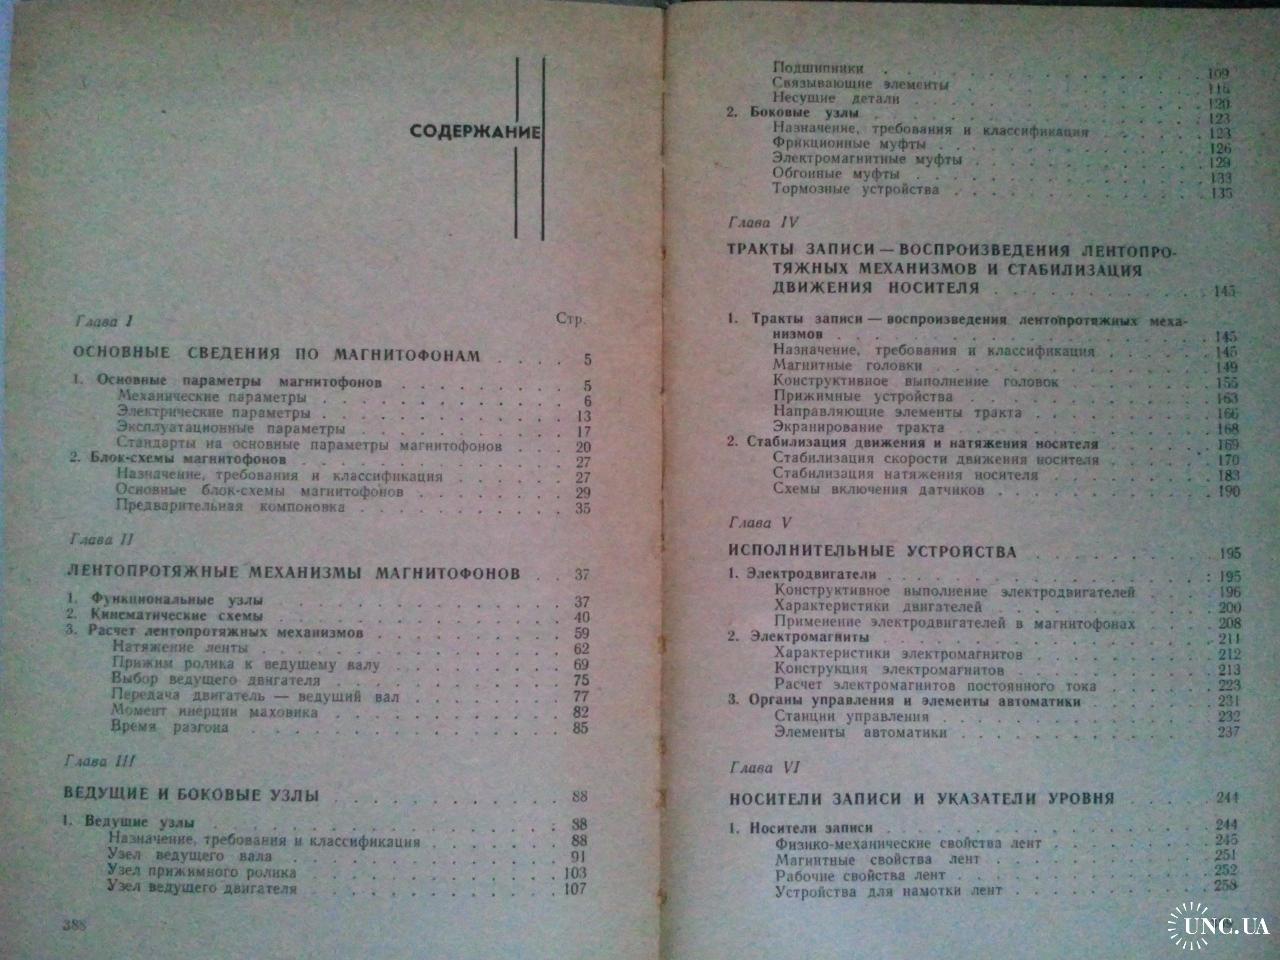 СОДЕРЖАНИЕ
Глава I
Стр.
ОСНОВНЫЕ СВЕДЕНИЯ ПО МАГНИТОФОНАМ . . . . 5
1. Основные параметры магнитофонов . . . . . . . . . 5
Механические параметры . . . . . . . . . . . . 6
Электрические параметры . . . . . . . . . . . . 13
Эксплуатационные параметры . . . . . . . . . . 17
Стандарты на основные параметры магнитофонов . . . 20
2. Блок-схемы магнитофонов . . . . . . . . . . . . . 27
Назначение, требования и классификация . . . . . . 27
Основные блок-схемы магнитофонов . . . . . . . . 29
Предварительная компоновка . . . . . . . . . . . 35
Глава II
ЛЕНТОПРОТЯЖНЫЕ МЕХАНИЗМЫ МАГНИТОФОНОВ . . 37
1. Функциональные узлы . . . . . . . . . . . . . . 37
2. Кинематические схемы . . . . . . . . . . . . . . 40
3. Расчет лентопротяжных механизмов . . . . . . . . . 59
Натяжение ленты . . . . . . . . . . . . . . . 62
Прижим ролика к ведущему валу . . . . . . . . . 69
Выбор ведущего двигателя . . . . . . . . . . . . 75
Передача двигатель — ведущий вал . . . . . . . . 77
Момент инерции маховика . . . . . . . . . . . . 82
Время разгона . . . . . . . . . . . . . . . . 85
Глава III
ВЕДУЩИЕ И БОКОВЫЕ УЗЛЫ . . . . . . . . . . . 88
1. Ведущие узлы . . . . . . . . . . . . . . . . . 88
Назначение, требования и классификация . . . . . . . 88
Узел ведущего вала . . . . . . . . . . . . . . 91
Узел прижимного ролика . . . . . . . . . . . . . 103
Узел ведущего двигателя . . . . . . . . . . . . 107
388
Подшипники . . . . . . . . . . . . . . . . . 109
Связывающие элементы . . . . . . . . . . . . . 116
Несущие детали . . . . . . . . . . . . . . . 120
2. Боковые узлы . . . . . . . . . . . . . . . . . 123
Назначение, требования и классификация . . . . . . 123
Фрикционные муфты . . . . . . . . . . . . . . 126
Электромагнитные муфты . . . . . . . . . . . . 129
Обгонные муфты . . . . . . . . . . . . . . . 133
Тормозные устройства . . . . . . . . . . . . . 135
Глава IV
ТРАКТЫ ЗАПИСИ — ВОСПРОИЗВЕДЕНИЯ ЛЕНТОПРО-
ТЯЖНЫХ МЕХАНИЗМОВ И СТАБИЛИЗАЦИЯ
ДВИЖЕНИЯ НОСИТЕЛЯ . . . . . . . . . . . 145
1. Тракты записи — воспроизведения лентопротяжных меха-
низмов . . . . . . . . . . . . . . . . . . . 145
Назначение, требования и классификация . . . . . . 145
Магнитные головки . . . . . . . . . . . . . . 149
Конструктивное выполнение головок . . . . . . . . 155
Прижимные устройства . . . . . . . . . . . . . 163
Направляющие элементы тракта . . . . . . . . . . 166
Экранирование тракта . . . . . . . . . . . . . 168
2. Стабилизация движения и натяжения носителя . . . . . 169
Стабилизация скорости движения носителя . . . . . . 170
Стабилизация натяжения носителя . . . . . . . . . 183
Схемы включения датчиков . . . . . . . . . . . . 190
Глава V
ИСПОЛНИТЕЛЬНЫЕ УСТРОЙСТВА . . . . . . . . . 195
1. Электродвигатели . . . . . . . . . . . . . . . . 195
Конструктивное выполнение электродвигателей . . . . 196
Характеристики двигателей . . . . . . . . . . . 200
Применение электродвигателей в магнитофонах . . . . 208
2. Электромагниты . . . . . . . . . . . . . . . . 211
Характеристики электромагнитов . . . . . . . . . 212
Конструкция электромагнитов . . . . . . . . . . 213
Расчет электромагнитов постоянного тока . . . . . . 223
3. Органы управления и элементы автоматики . . . . . . 231
Станции управления . . . . . . . . . . . . . . 232
Элементы автоматики . . . . . . . . . . . . . 237
Глава VI
НОСИТЕЛИ ЗАПИСИ И УКАЗАТЕЛИ УРОВНЯ . . . . . 244
1. Носители записи . . . . . . . . . . . . . . . . 244
Физико-механические свойства лент . . . . . . . . 245
Магнитные свойства лент . . . . . . . . . . . . 251
Рабочие свойства лент . . . . . . . . . . . . . 252
Устройства для намотки лент . . . . . . . . . . 258
UNC.UA